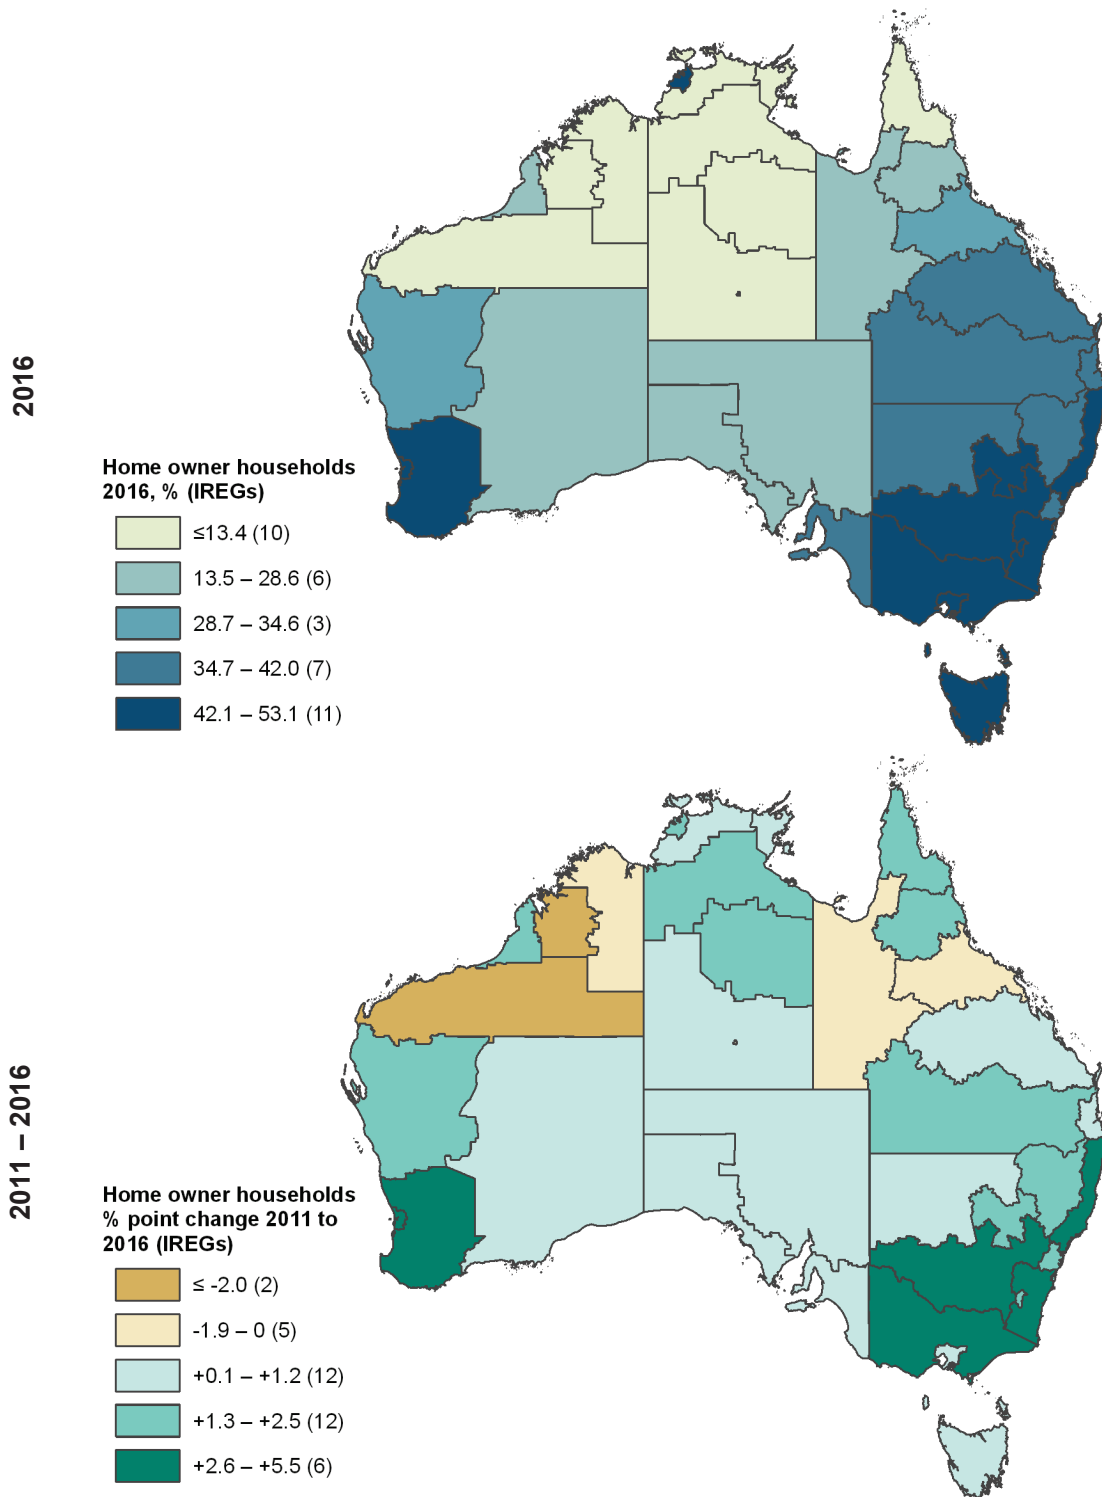 2016
Home owner households
2016, % (IREGs)
≤13.4 (10)
13.5 – 28.6 (6)
28.7 – 34.6 (3)
34.7 – 42.0 (7)
42.1 – 53.1 (11)
2011 – 2016
Home owner households
% point change 2011 to
2016 (IREGs)
≤ -2.0 (2)
-1.9 – 0 (5)
+0.1 – +1.2 (12)
+1.3 – +2.5 (12)
+2.6 – +5.5 (6)